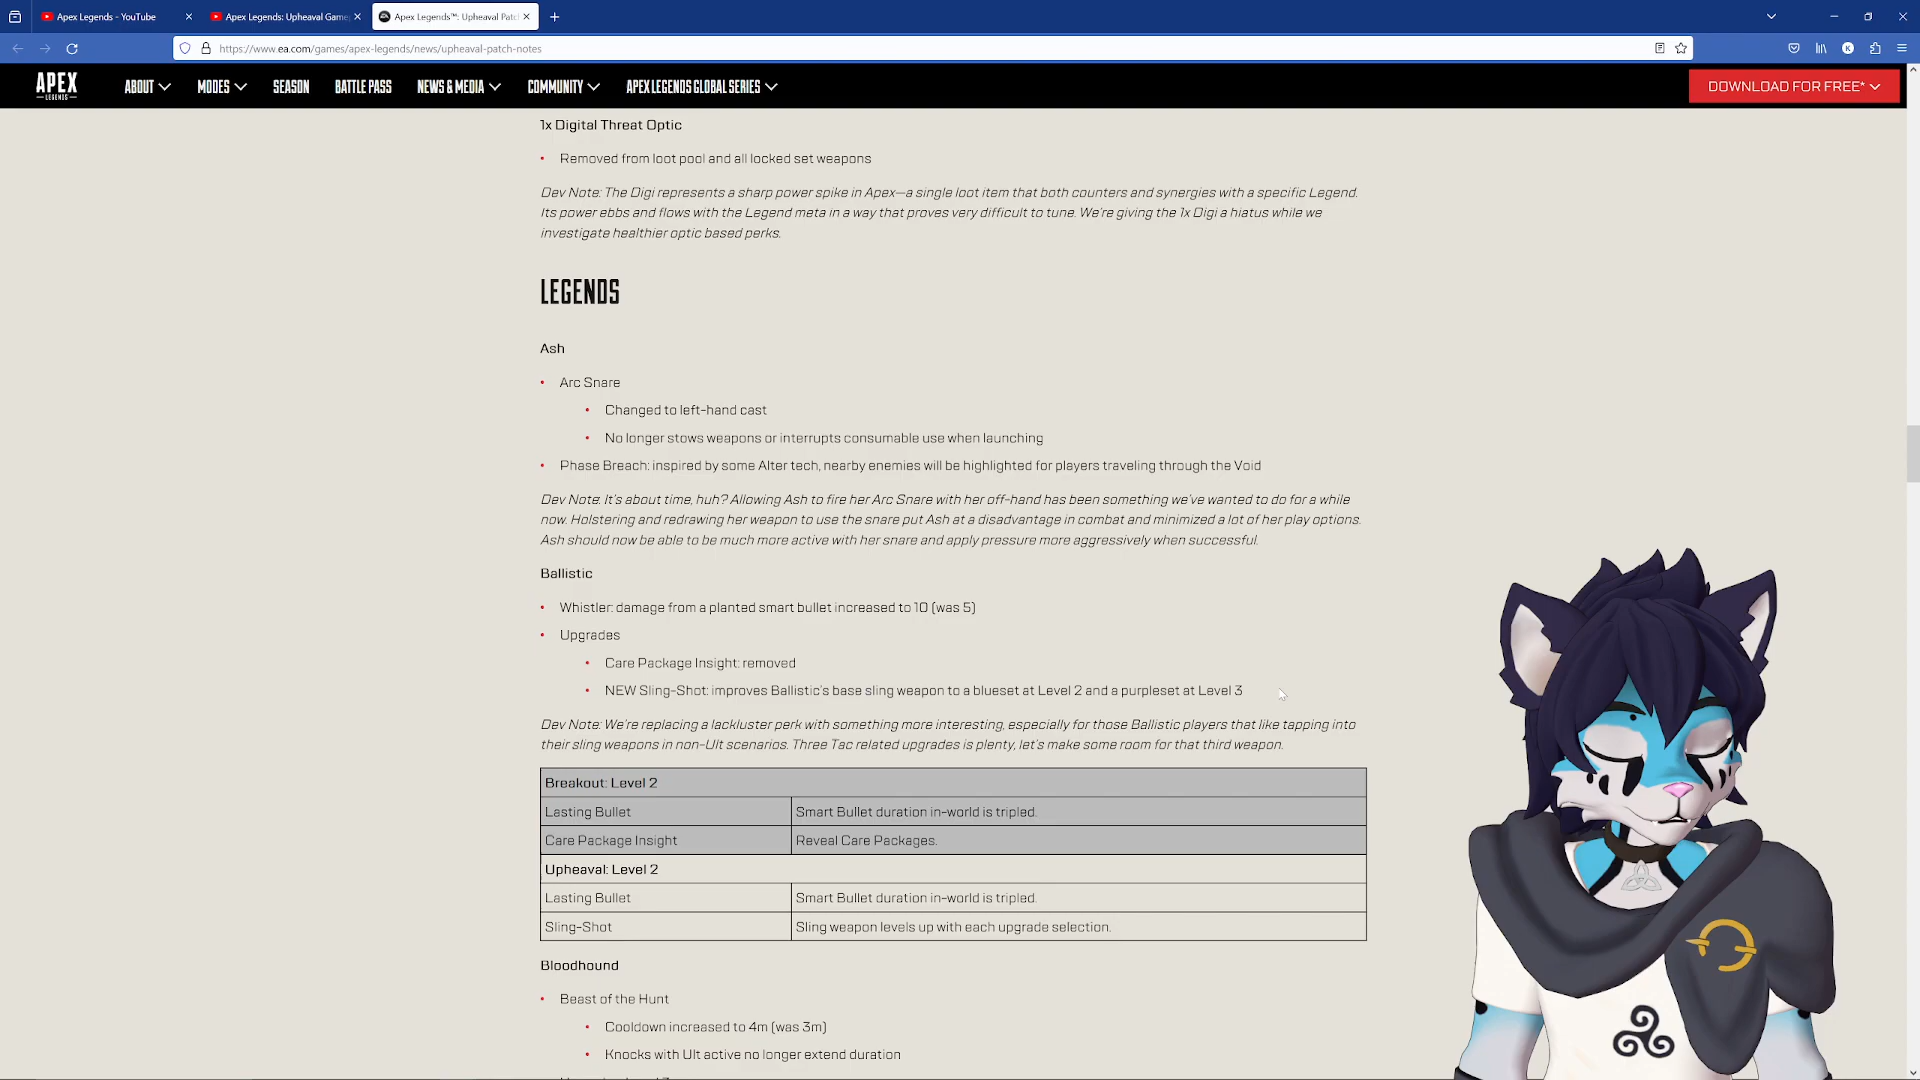 Apex Legends - YouTube
Apex Legends: Upheaval Game
Apex Legends™: Upheaval Patc
https://www.ea.com/games/apex-legends/news/upheaval-patch-notes
APEX
LEGENDS
ABOUT
MODES
SEASON
BATTLE PASS
NEWS & MEDIA
COMMUNITY
APEX LEGENDS GLOBAL SERIES
DOWNLOAD FOR FREE*
1x Digital Threat Optic
• Removed from loot pool and all locked set weapons
Dev Note: The Digi represents a sharp power spike in Apex—a single loot item that both counters and synergies with a specific Legend.
Its power ebbs and flows with the Legend meta in a way that proves very difficult to tune. We're giving the 1x Digi a hiatus while we
investigate healthier optic based perks.
LEGENDS
Ash
• Arc Snare
• Changed to left-hand cast
• No longer stows weapons or interrupts consumable use when launching
• Phase Breach: inspired by some Alter tech, nearby enemies will be highlighted for players traveling through the Void
Dev Note: It's about time, huh? Allowing Ash to fire her Arc Snare with her off-hand has been something we've wanted to do for a while
now. Holstering and redrawing her weapon to use the snare put Ash at a disadvantage in combat and minimized a lot of her play options.
Ash should now be able to be much more active with her snare and apply pressure more aggressively when successful.
Ballistic
• Whistler: damage from a planted smart bullet increased to 10 (was 5)
• Upgrades
• Care Package Insight: removed
• NEW Sling-Shot: improves Ballistic's base sling weapon to a blueset at Level 2 and a purpleset at Level 3
Dev Note: We're replacing a lackluster perk with something more interesting, especially for those Ballistic players that like tapping into
their sling weapons in non-Ult scenarios. Three Tac related upgrades is plenty, let's make some room for that third weapon.
Breakout: Level 2
Lasting Bullet Smart Bullet duration in-world is tripled.
Care Package Insight Reveal Care Packages.
Upheaval: Level 2
Lasting Bullet Smart Bullet duration in-world is tripled.
Sling-Shot Sling weapon levels up with each upgrade selection.
Bloodhound
• Beast of the Hunt
• Cooldown increased to 4m (was 3m)
• Knocks with Ult active no longer extend duration